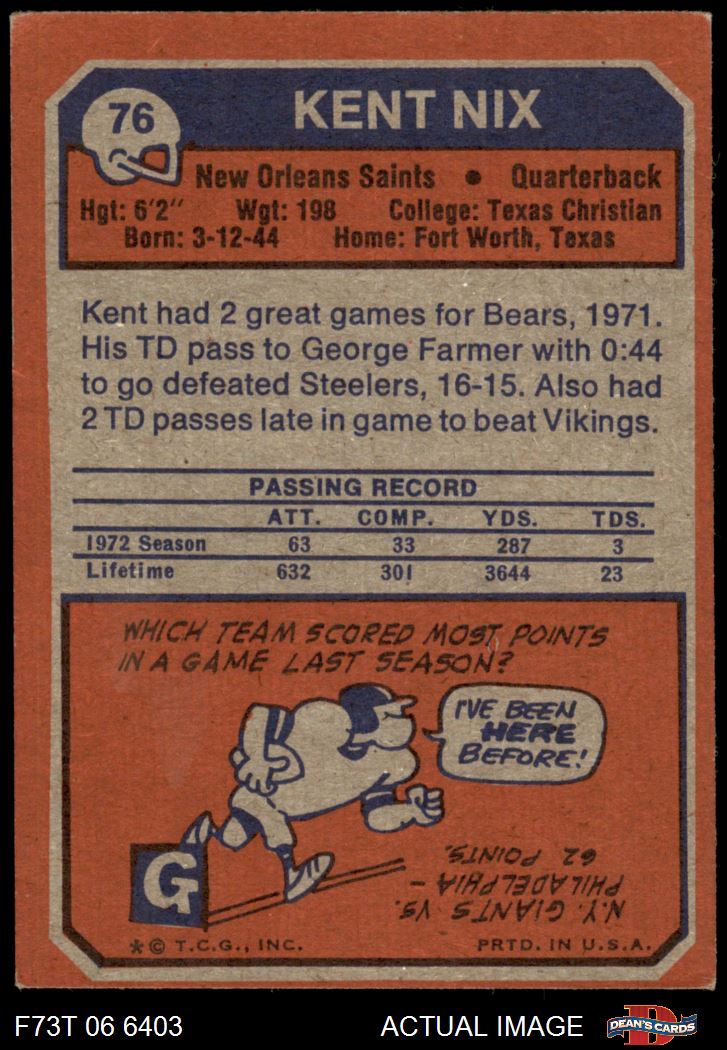 76
KENT NIX
New Orleans Saints • Quarterback
Hgt: 6'2" Wgt: 198 College: Texas Christian
Born: 3-12-44 Home: Fort Worth, Texas
Kent had 2 great games for Bears, 1971.
His TD pass to George Farmer with 0:44
to go defeated Steelers, 16-15. Also had
2 TD passes late in game to beat Vikings.
PASSING RECORD
ATT. COMP. YDS. TDS.
1972 Season 63 33 287 3
Lifetime 632 301 3644 23
WHICH TEAM SCORED MOST POINTS
IN A GAME LAST SEASON?
I'VE BEEN
HERE
BEFORE!
G
N.Y. GIANTS VS.
PHILADELPHIA –
62 POINTS.
* © T.C.G., INC. PRTD. IN U.S.A.
F73T 06 6403 ACTUAL IMAGE
D
DEAN'S CARDS